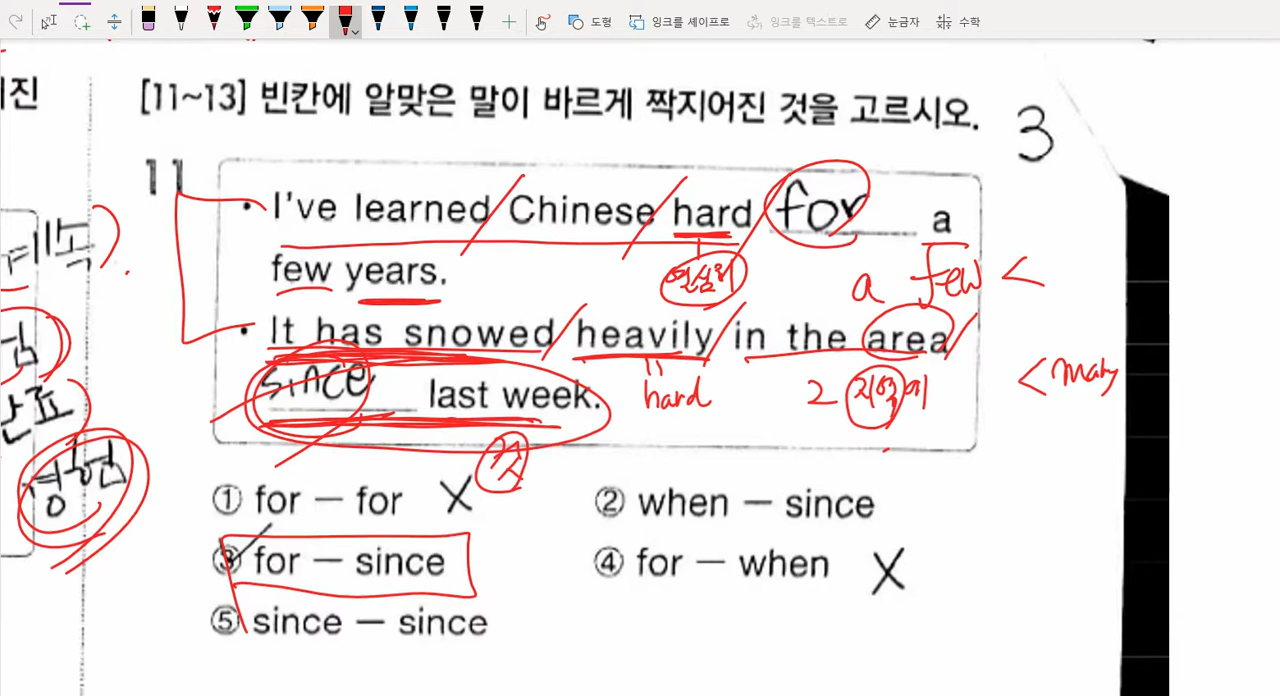 도형 잉크를 셰이프로 잉크를 텍스트로 눈금자 수학
[11~13] 빈칸에 알맞은 말이 바르게 짝지어진 것을 고르시오. 3
11
• I've learned Chinese hard for a
few years.
열심히
a few <
• It has snowed heavily in the area
since last week.
hard
그 지역에
< many
① for – for X
② when – since
③ for – since
④ for – when X
⑤ since – since
경험